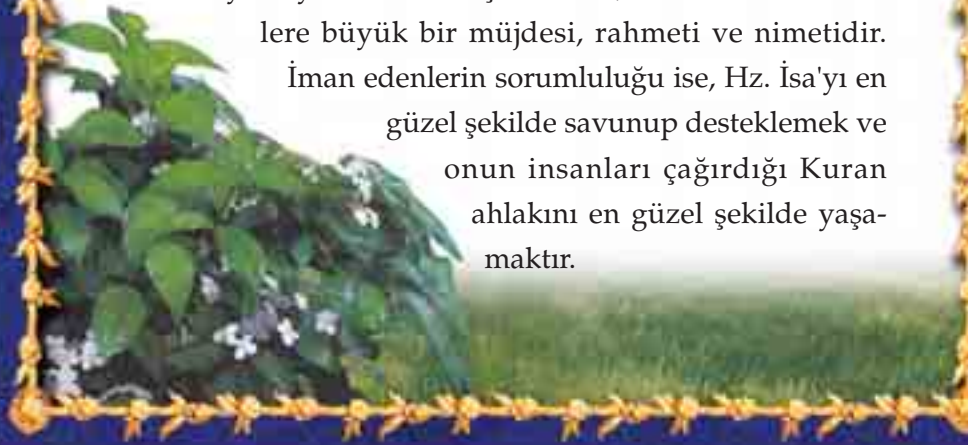 lere büyük bir müjdesi, rahmeti ve nimetidir.
İman edenlerin sorumluluğu ise, Hz. İsa'yı en
güzel şekilde savunup desteklemek ve
onun insanları çağırdığı Kuran
ahlakını en güzel şekilde yaşa-
maktır.